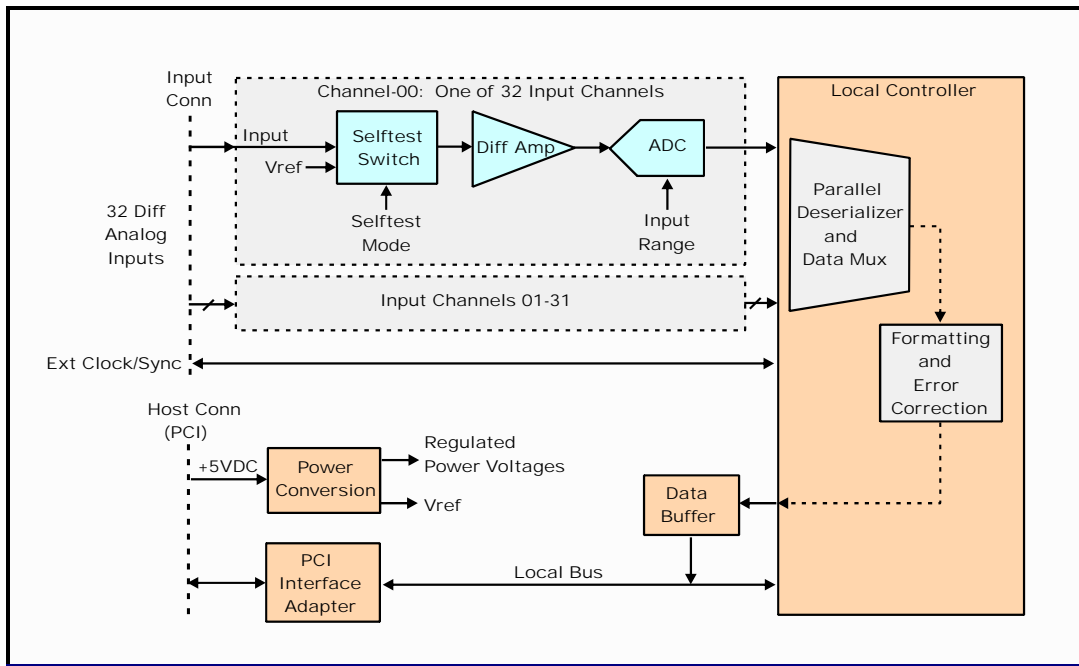 Input
Conn
Channel-00:  One of 32 Input Channels
Local Controller
Input
Vref
Selftest
Switch
Diff Amp
ADC
Selftest
Mode
Input
Range
Parallel
Deserializer
and
Data Mux
32 Diff
Analog
Inputs
Input Channels 01-31
Formatting
and
Error
Correction
Ext Clock/Sync
Host Conn
(PCI)
+5VDC
Power
Conversion
Regulated
Power Voltages
Vref
Data
Buffer
PCI
Interface
Adapter
Local Bus